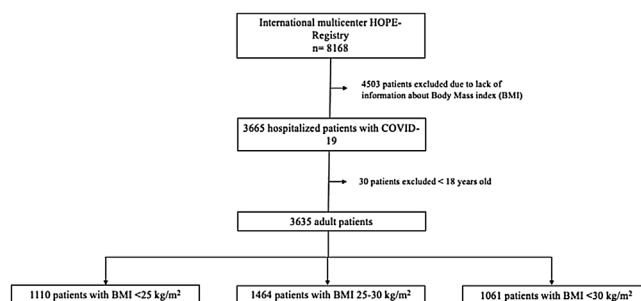 International multicenter HOPE-
Registry
n= 8168
4503 patients excluded due to lack of
information about Body Mass index (BMI)
3665 hospitalized patients with COVID-
19
30 patients excluded < 18 years old
3635 adult patients
1110 patients with BMI <25 kg/m²
1464 patients with BMI 25-30 kg/m²
1061 patients with BMI <30 kg/m²